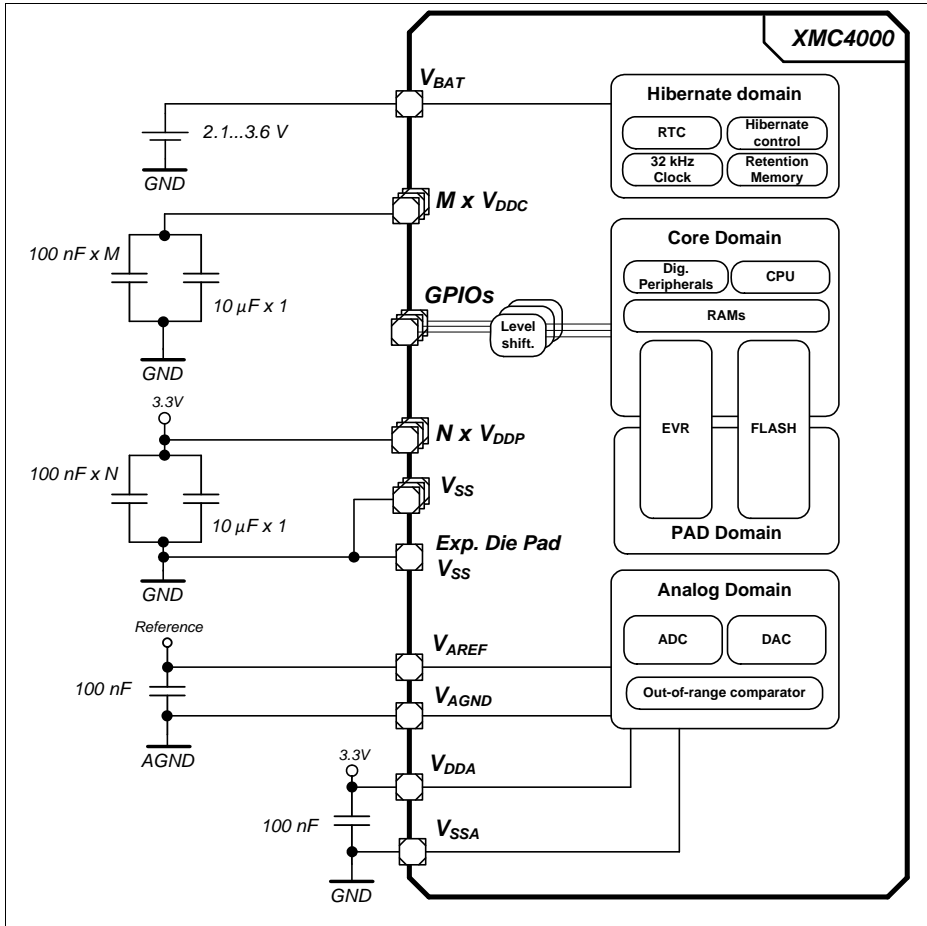 XMC4000
VBAT
2.1...3.6 V
GND
Hibernate domain
RTC
Hibernate
control
32 kHz
Clock
Retention
Memory
M x VDDC
100 nF x M
10 µF x 1
GND
Core Domain
Dig.
Peripherals
CPU
RAMs
GPIOs
Level
shift.
EVR
FLASH
PAD Domain
3.3V
N x VDDP
100 nF x N
10 µF x 1
VSS
Exp. Die Pad
VSS
GND
Analog Domain
ADC
DAC
Out-of-range comparator
Reference
VAREF
100 nF
VAGND
AGND
3.3V
VDDA
100 nF
VSSA
GND